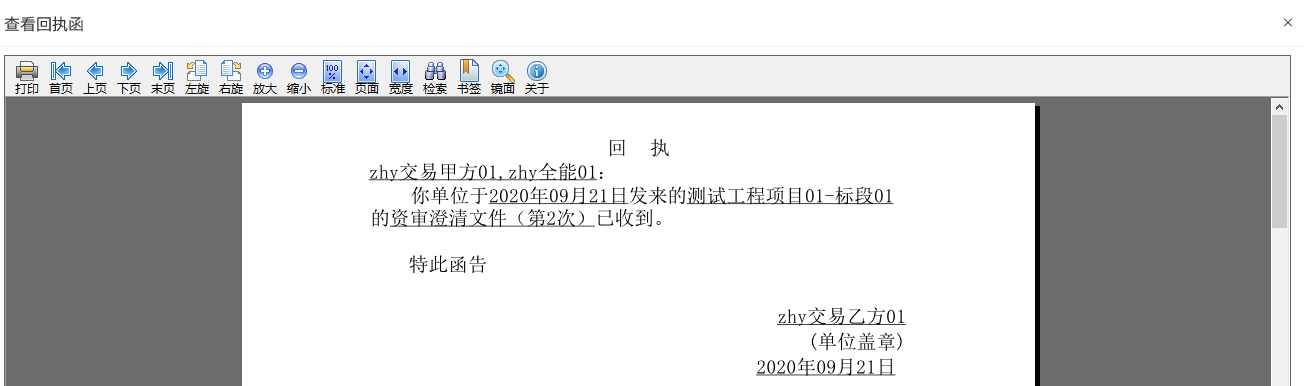 查看回执函
×
打印 首页 上页 下页 末页 左旋 右旋 放大 缩小 标准 页面 宽度 检索 书签 镜面 关于
回 执
zhy交易甲方01,zhy全能01:
你单位于2020年09月21日发来的测试工程项目01-标段01
的资审澄清文件（第2次）已收到。
特此函告
zhy交易乙方01
(单位盖章)
2020年09月21日